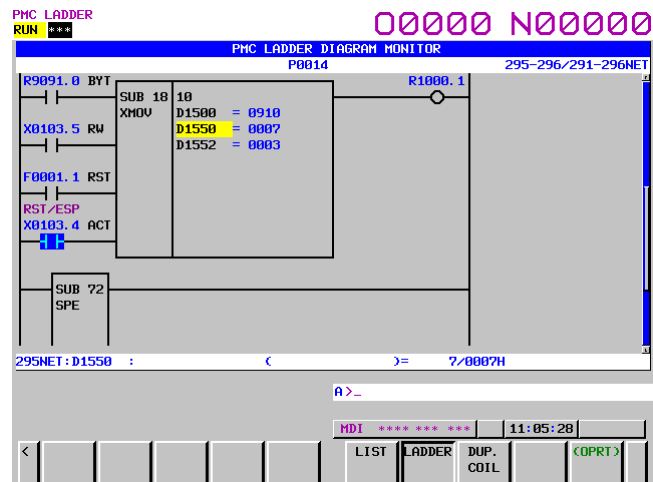 PMC LADDER
RUN ***
O0000 N00000
PMC LADDER DIAGRAM MONITOR
P0014 295-296/291-296NET
R9091.0 BYT R1000.1
SUB 18 10
XMOV D1500 = 0910
X0103.5 RW D1550 = 0007
D1552 = 0003
F0001.1 RST
RST/ESP
X0103.4 ACT
SUB 72
SPE
295NET:D1550 : ( )= 7/0007H
A>_
MDI **** *** *** 11:05:28
< LIST LADDER DUP. COIL (OPRT)